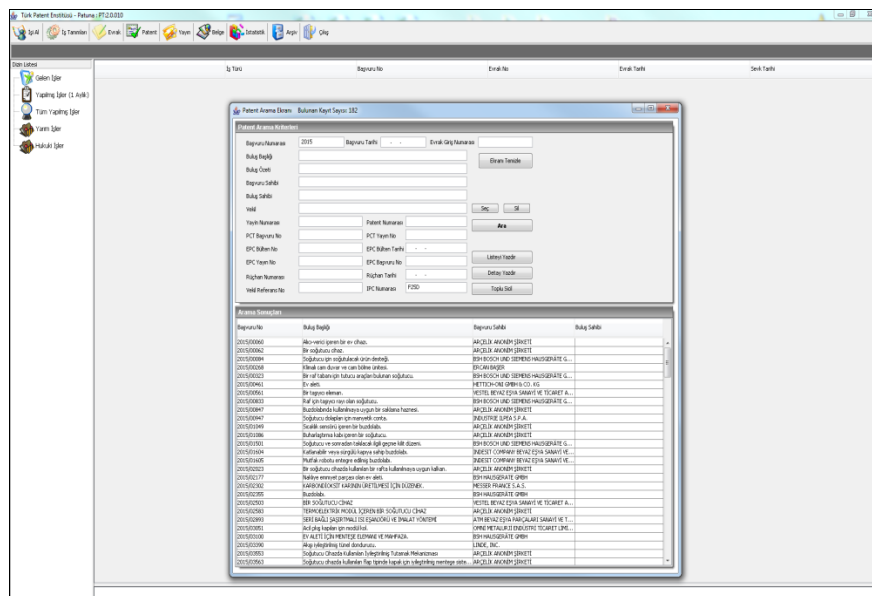 Türk Patent Enstitüsü - Patuna : PTi2.0.010
İşi Al İş Tanımları Evrak Patent Yayın Belge İstatistik Arşiv Çıkış
Dizin Listesi
Gelen İşler
Yapılmış İşler (1 Aylık)
Tüm Yapılmış İşler
Yarım İşler
Hukuki İşler
İş Türü Başvuru No Evrak No Evrak Tarihi Sevk Tarihi
Patent Arama Ekranı Bulunan Kayıt Sayısı 182
Patent Arama Kriterleri
Başvuru Numarası 2015 Başvuru Tarihi - - Evrak Giriş Numarası
Buluş Başlığı
Ekranı Temizle
Buluş Özeti
Başvuru Sahibi
Buluş Sahibi
Vekil Seç Sil
Yayın Numarası Patent Numarası Ara
PCT Başvuru No PCT Yayın No
EPC Bülten No EPC Bülten Tarihi - -
EPC Yayın No EPC Başvuru No Listeyi Yazdır
Rüçhan Numarası Rüçhan Tarihi - - Detay Yazdır
Vekil Referans No IPC Numarası F25D Toplu Sicil
Arama Sonuçları
Başvuru No Buluş Başlığı Başvuru Sahibi Buluş Sahibi
2015/00060 Alıcı-verici içeren bir ev cihazı. ARÇELİK ANONİM ŞİRKETİ
2015/00062 Bir soğutucu cihaz. ARÇELİK ANONİM ŞİRKETİ
2015/00084 Soğutucu için soğutulacak ürün desteği. BSH BOSCH UND SIEMENS HAUSGERÄTE G...
2015/00268 Klimalı cam duvar ve cam bölme ünitesi. ERCAN BAŞER
2015/00323 Bir raf tabanı için tutucu araçları bulunan soğutucu. BSH BOSCH UND SIEMENS HAUSGERÄTE G...
2015/00461 Ev aleti. HETTICH-ONI GMBH & CO. KG
2015/00561 Bir taşıyıcı eleman. VESTEL BEYAZ EŞYA SANAYİ VE TİCARET A...
2015/00833 Raf için taşıyıcı rayı olan soğutucu. BSH BOSCH UND SIEMENS HAUSGERÄTE G...
2015/00847 Buzdolabında kullanılmaya uygun bir saklama haznesi. ARÇELİK ANONİM ŞİRKETİ
2015/00947 Soğutucu dolapları için manyetik conta. INDUSTRIE ILPEA S.P.A.
2015/01049 Sıcaklık sensörü içeren bir buzdolabı. ARÇELİK ANONİM ŞİRKETİ
2015/01086 Buharlaştırma kabı içeren bir soğutucu. ARÇELİK ANONİM ŞİRKETİ
2015/01501 Soğutucu ve sonradan takılacak ilgili geçme kilit düzeni. BSH BOSCH UND SIEMENS HAUSGERÄTE G...
2015/01604 Katlanabilir veya sürgülü kapıya sahip buzdolabı. INDESIT COMPANY BEYAZ EŞYA SANAYİ VE...
2015/01605 Mutfak robotu entegre edilmiş buzdolabı. INDESIT COMPANY BEYAZ EŞYA SANAYİ VE...
2015/02023 Bir soğutucu cihazda kullanılan bir rafta kullanılmaya uygun kalkan. ARÇELİK ANONİM ŞİRKETİ
2015/02177 Nakliye emniyet parçası olan ev aleti. BSH HAUSGERÄTE GMBH
2015/02302 KARBONDİOKSİT KARININ ÜRETİLMESİ İÇİN DÜZENEK. MESSER FRANCE S.A.S.
2015/02355 Buzdolabı. BSH HAUSGERÄTE GMBH
2015/02503 BİR SOĞUTUCU CİHAZ VESTEL BEYAZ EŞYA SANAYİ VE TİCARET A...
2015/02583 TERMOELEKTRİK MODÜL İÇEREN BİR SOĞUTUCU CİHAZ ARÇELİK ANONİM ŞİRKETİ
2015/02893 SERİ BAĞLI ŞAŞIRTMALI ISI EŞANJÖRÜ VE İMALAT YÖNTEMİ ATM BEYAZ EŞYA PARÇALARI SANAYİ VE T...
2015/03051 Acil çıkış kapıları için modül kol. OMNI METALURJİ ENDÜSTRİ TİCARET LİMİ...
2015/03100 EV ALETİ İÇİN MENTEŞE ELEMANI VE MAHFAZA. BSH HAUSGERÄTE GMBH
2015/03390 Akışı iyileştirilmiş tünel dondurucu. LINDE, INC.
2015/03553 Soğutucu Cihazda Kullanılan İyileştirilmiş Tutamak Mekanizması ARÇELİK ANONİM ŞİRKETİ
2015/03563 Soğutucu cihazda kullanılan flap tipinde kapak için iyileştirilmiş menteşe siste... ARÇELİK ANONİM ŞİRKETİ